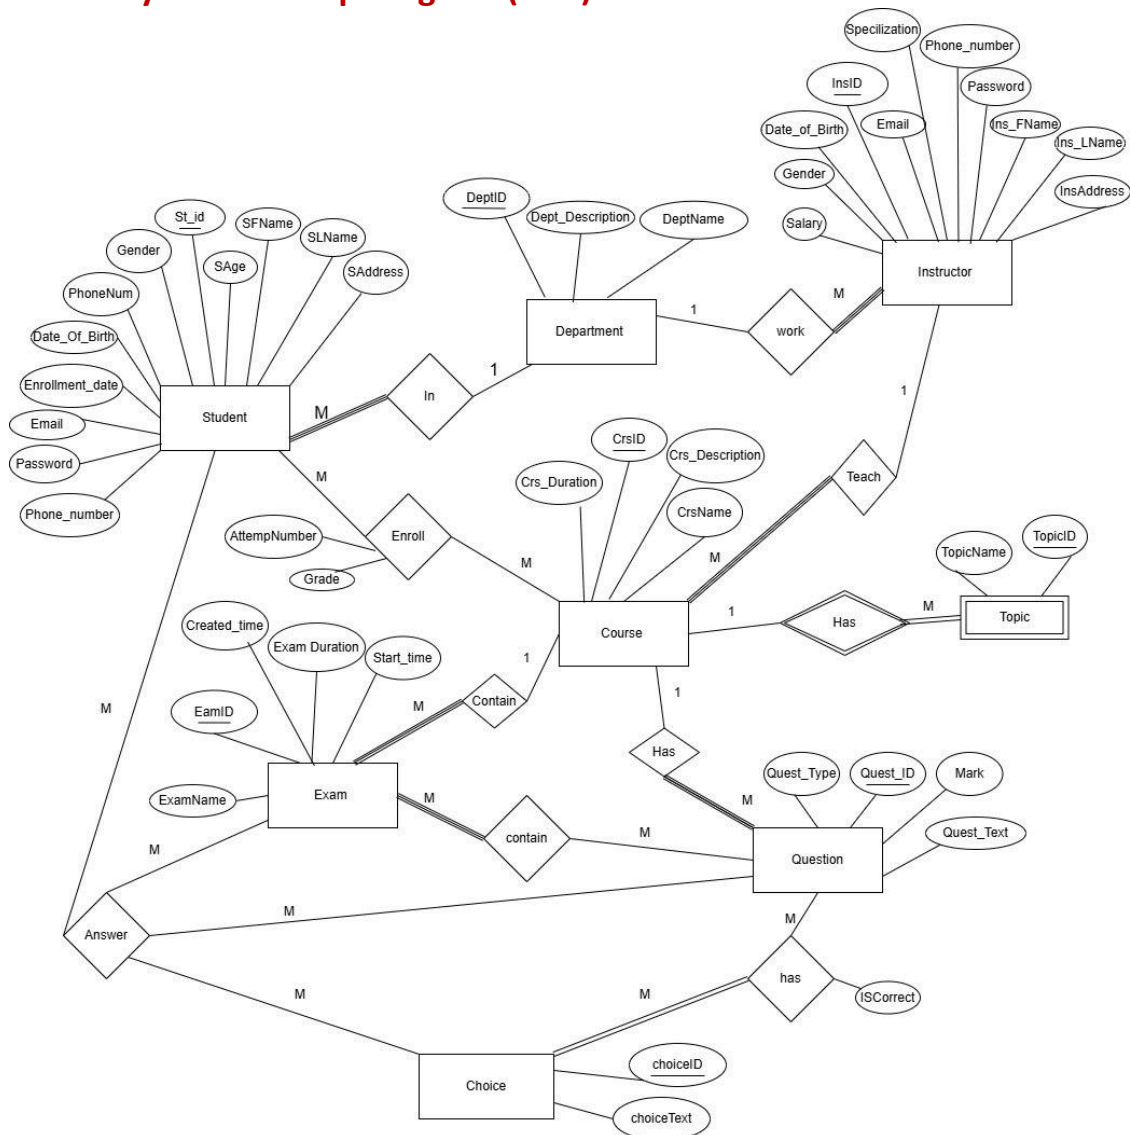 Specilization
Phone_number
InsID
Password
Date_of_Birth
Email
Ins_FName
Ins_LName
Gender
InsAddress
Salary
Instructor
DeptID
Dept_Description
DeptName
Department
1
work
M
St_id
SFName
SLName
Gender
SAge
SAddress
PhoneNum
Date_Of_Birth
Enrollment_date
Email
Password
Phone_number
Student
M
In
1
1
Teach
M
CrsID
Crs_Description
Crs_Duration
CrsName
M
AttempNumber
Enroll
Grade
M
Course
TopicName
TopicID
1
Has
M
Topic
Created_time
Exam Duration
Start_time
EamID
ExamName
Exam
M
Contain
1
1
Has
M
M
contain
M
Quest_Type
Quest_ID
Mark
Quest_Text
Question
M
M
M
Answer
M
M
has
M
ISCorrect
Choice
choiceID
choiceText